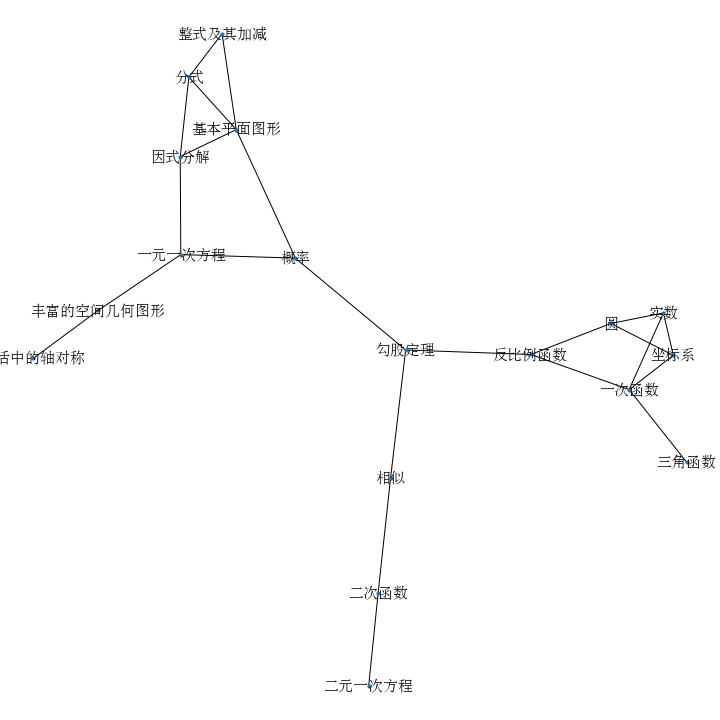 整式及其加减
分式
基本平面图形
因式分解
一元一次方程
概率
丰富的空间几何图形
实数
圆
勾股定理
反比例函数
坐标系
活中的轴对称
一次函数
三角函数
相似
二次函数
二元一次方程